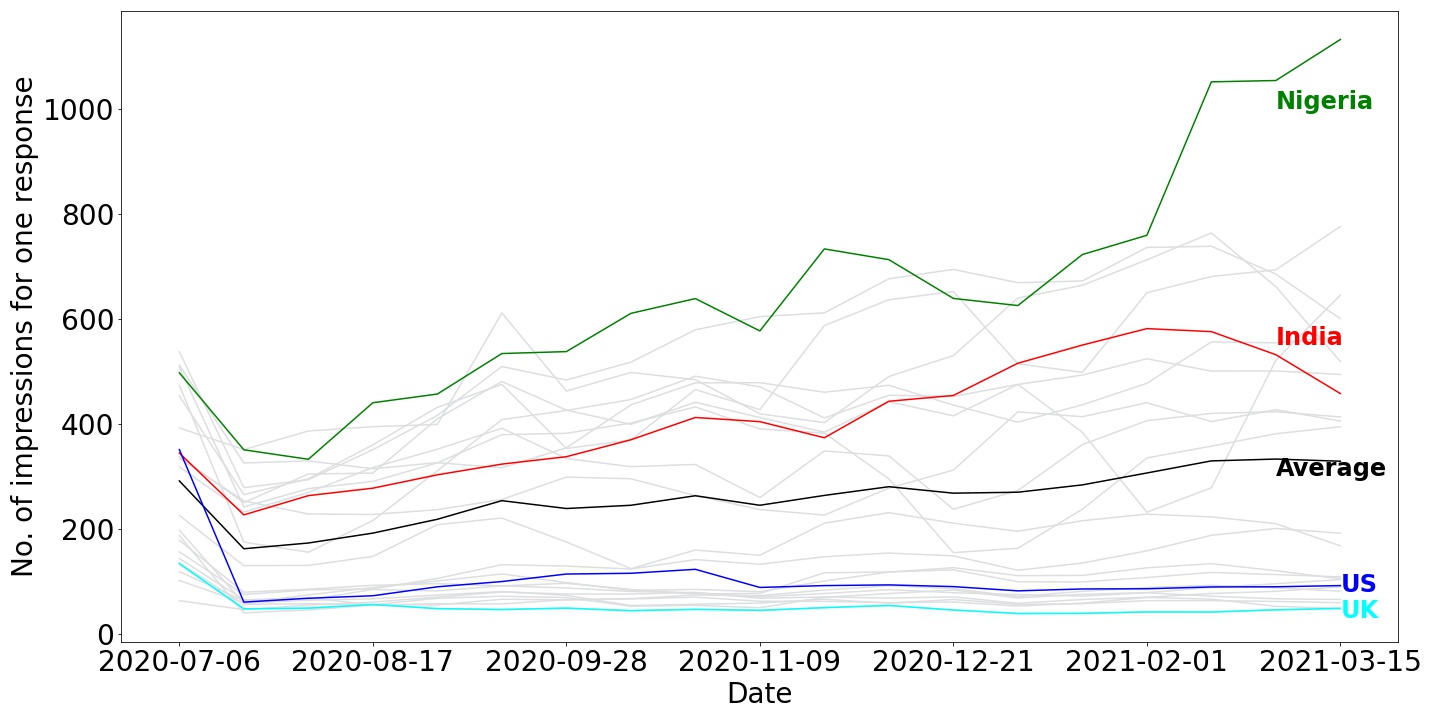 No. of impressions for one response
1000
800
600
400
200
0
Nigeria
India
Average
US
UK
2020-07-06 2020-08-17 2020-09-28 2020-11-09 2020-12-21 2021-02-01 2021-03-15
Date